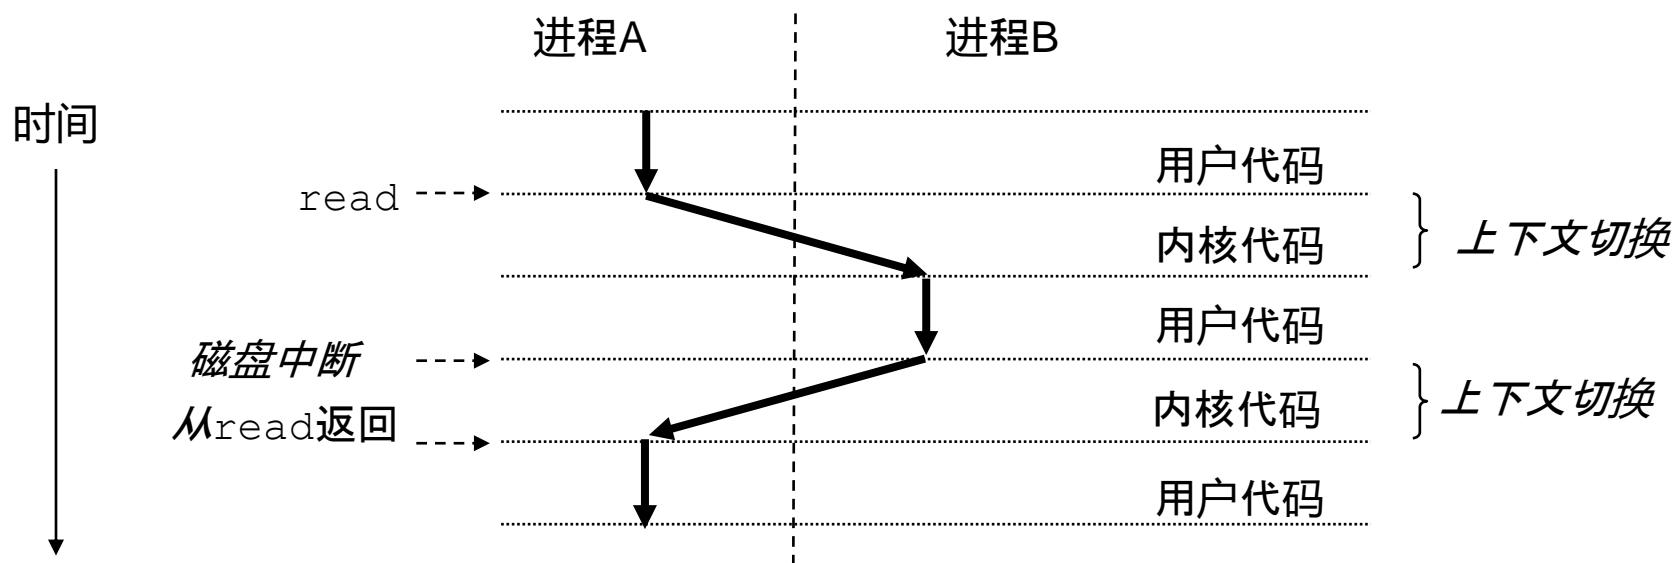 进程A
进程B
时间
用户代码
read
内核代码
上下文切换
用户代码
磁盘中断
内核代码
上下文切换
从read返回
用户代码